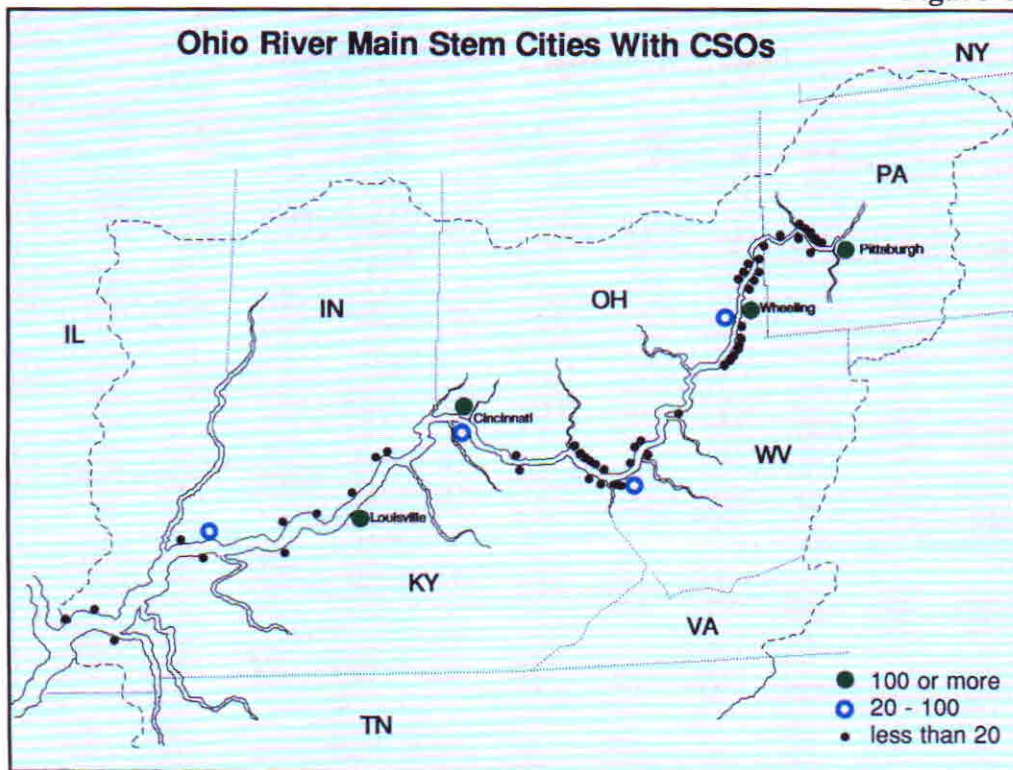 Ohio River Main Stem Cities With CSOs
NY
PA
Pittsburgh
OH
IN
Wheeling
IL
Cincinnati
WV
Louisville
KY
VA
100 or more
20 - 100
less than 20
TN